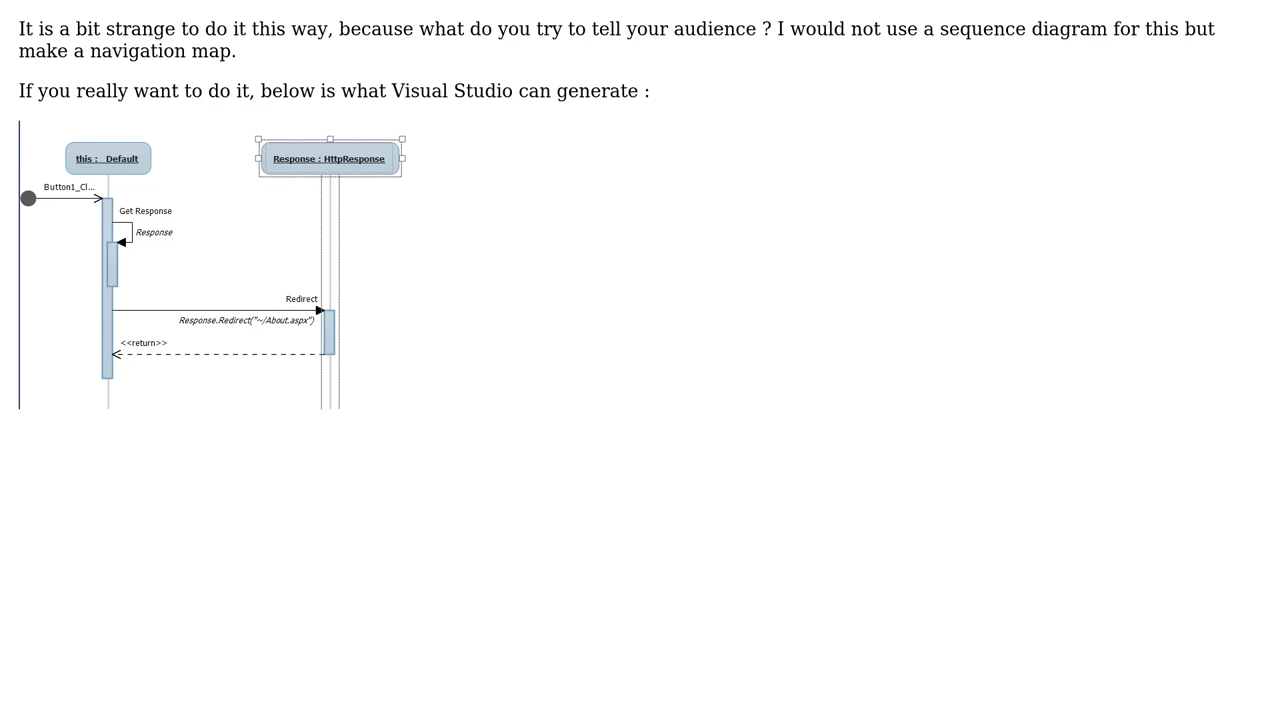 It is a bit strange to do it this way, because what do you try to tell your audience ? I would not use a sequence diagram for this but
make a navigation map.
If you really want to do it, below is what Visual Studio can generate :
this : _Default
Response : HttpResponse
Button1_Cl...
Get Response
Response
Redirect
Response.Redirect("~/About.aspx")
<<return>>